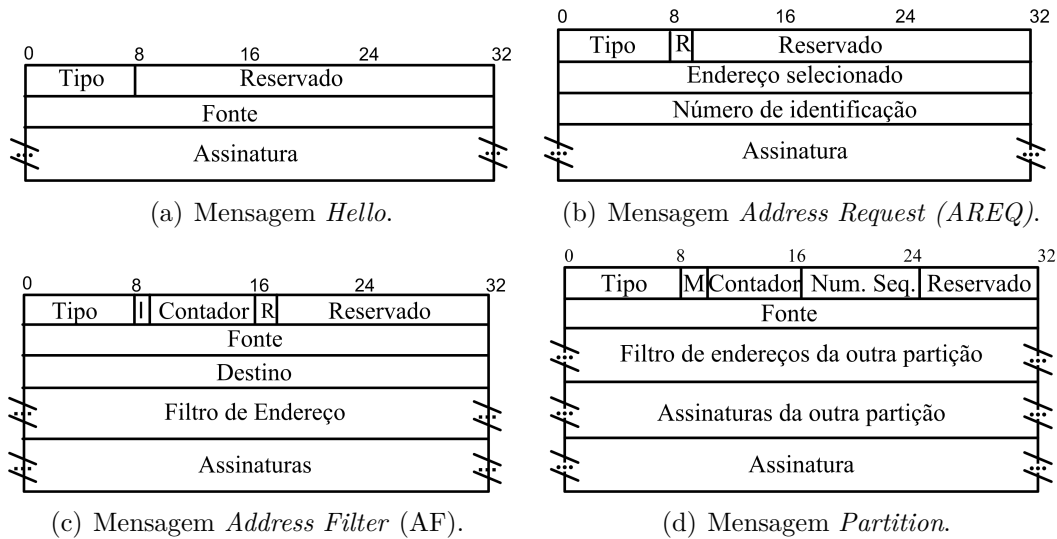 0 8 16 24 32
Tipo Reservado
Fonte
Assinatura
(a) Mensagem Hello.
0 8 16 24 32
Tipo R Reservado
Endereço selecionado
Número de identificação
Assinatura
(b) Mensagem Address Request (AREQ).
0 8 16 24 32
Tipo I Contador R Reservado
Fonte
Destino
Filtro de Endereço
Assinaturas
(c) Mensagem Address Filter (AF).
0 8 16 24 32
Tipo M Contador Num. Seq. Reservado
Fonte
Filtro de endereços da outra partição
Assinaturas da outra partição
Assinatura
(d) Mensagem Partition.